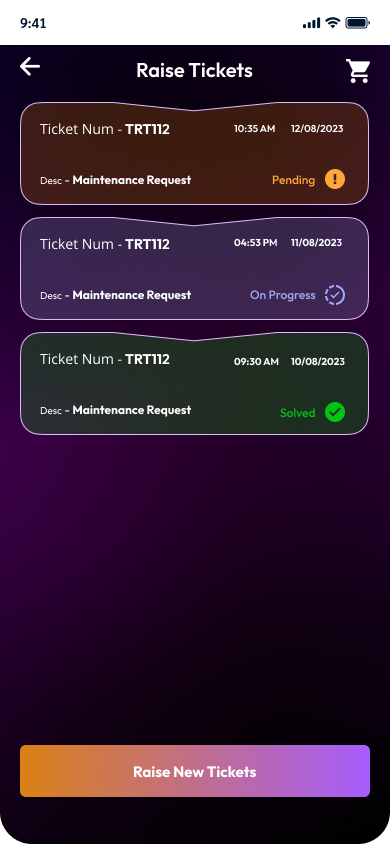 9:41
Raise Tickets
Ticket Num - TRT112 10:35 AM 12/08/2023
Desc - Maintenance Request Pending
Ticket Num - TRT112 04:53 PM 11/08/2023
Desc - Maintenance Request On Progress
Ticket Num - TRT112 09:30 AM 10/08/2023
Desc - Maintenance Request Solved
Raise New Tickets